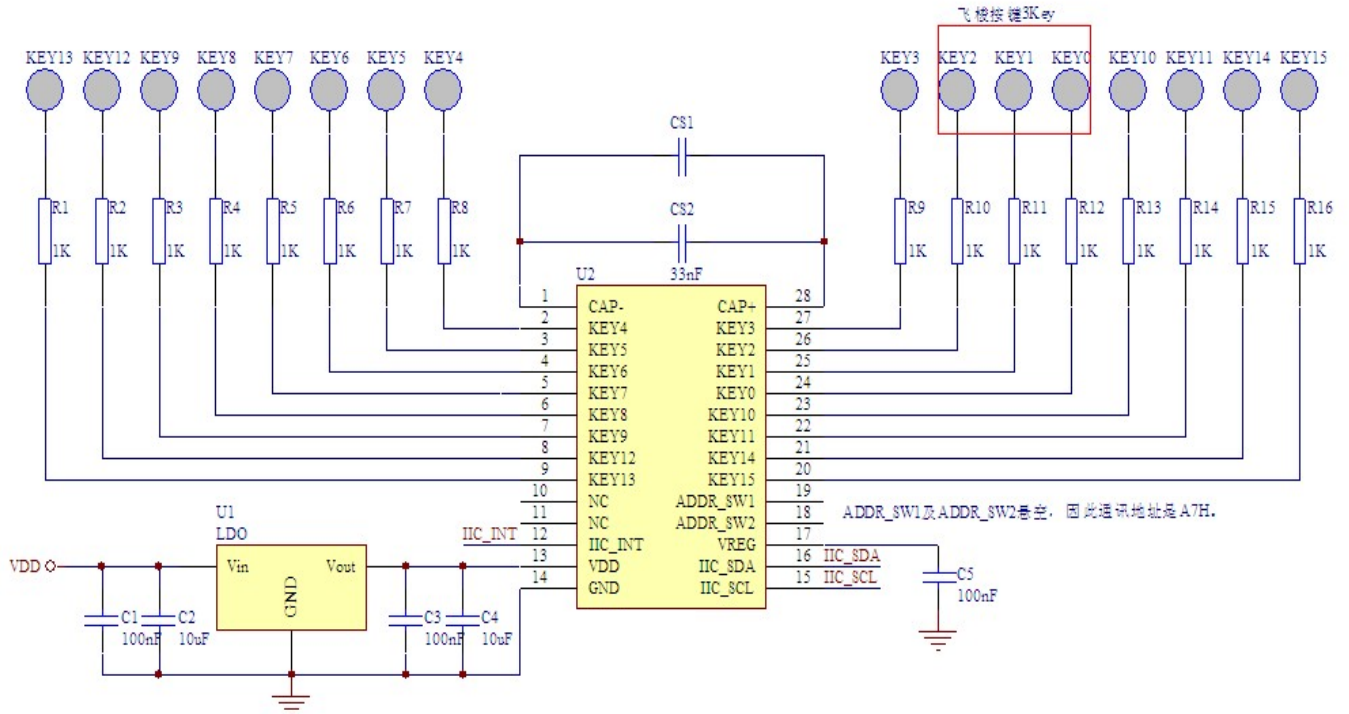 飞梭按键3Key
KEY13 KEY12 KEY9 KEY8 KEY7 KEY6 KEY5 KEY4 KEY3 KEY2 KEY1 KEY0 KEY10 KEY11 KEY14 KEY15
CS1
R1 R2 R3 R4 R5 R6 R7 R8 CS2 R9 R10 R11 R12 R13 R14 R15 R16
1K 1K 1K 1K 1K 1K 1K 1K 1K 1K 1K 1K 1K 1K 1K 1K
U2 33nF
1 CAP- CAP+ 28
2 KEY4 KEY3 27
3 KEY5 KEY2 26
4 KEY6 KEY1 25
5 KEY7 KEY0 24
6 KEY8 KEY10 23
7 KEY9 KEY11 22
8 KEY12 KEY14 21
9 KEY13 KEY15 20
10 NC ADDR_SW1 19
11 NC ADDR_SW2 18
ADDR_SW1及ADDR_SW2悬空，因此通讯地址是A7H.
IIC_INT 12 IIC_INT VREG 17
13 VDD IIC_SDA 16 IIC_SDA
14 GND IIC_SCL 15 IIC_SCL
U1
LDO
VDD Vin Vout
GND
C1 C2 C3 C4 C5
100nF 10uF 100nF 10uF 100nF